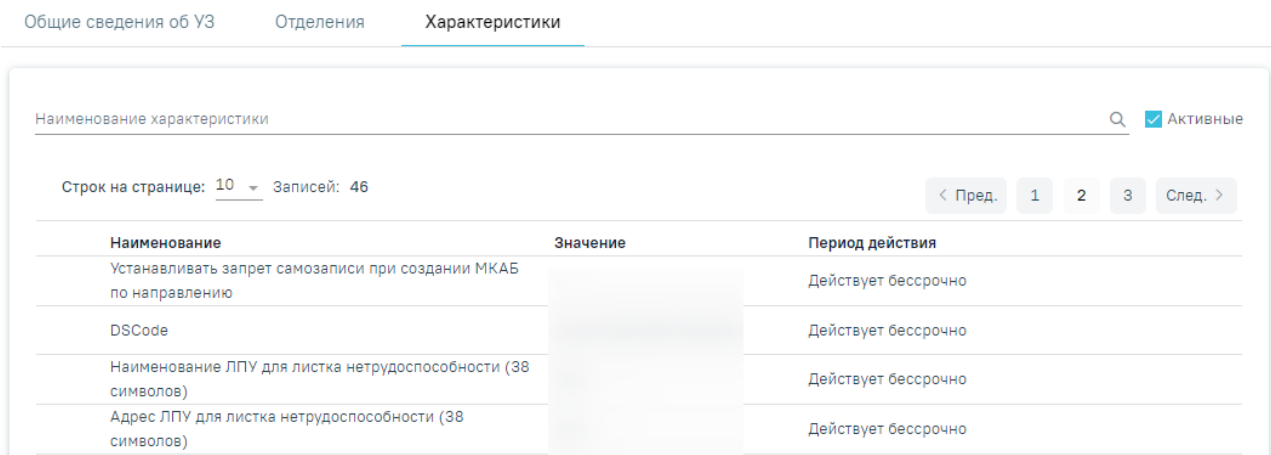 Общие сведения об УЗ Отделения Характеристики
Наименование характеристики Активные
Строк на странице: 10 Записей: 46
< Пред. 1 2 3 След. >
Наименование Значение Период действия
Устанавливать запрет самозаписи при создании МКАБ
по направлению
Действует бессрочно
DSCode Действует бессрочно
Наименование ЛПУ для листка нетрудоспособности (38
символов)
Действует бессрочно
Адрес ЛПУ для листка нетрудоспособности (38
символов)
Действует бессрочно